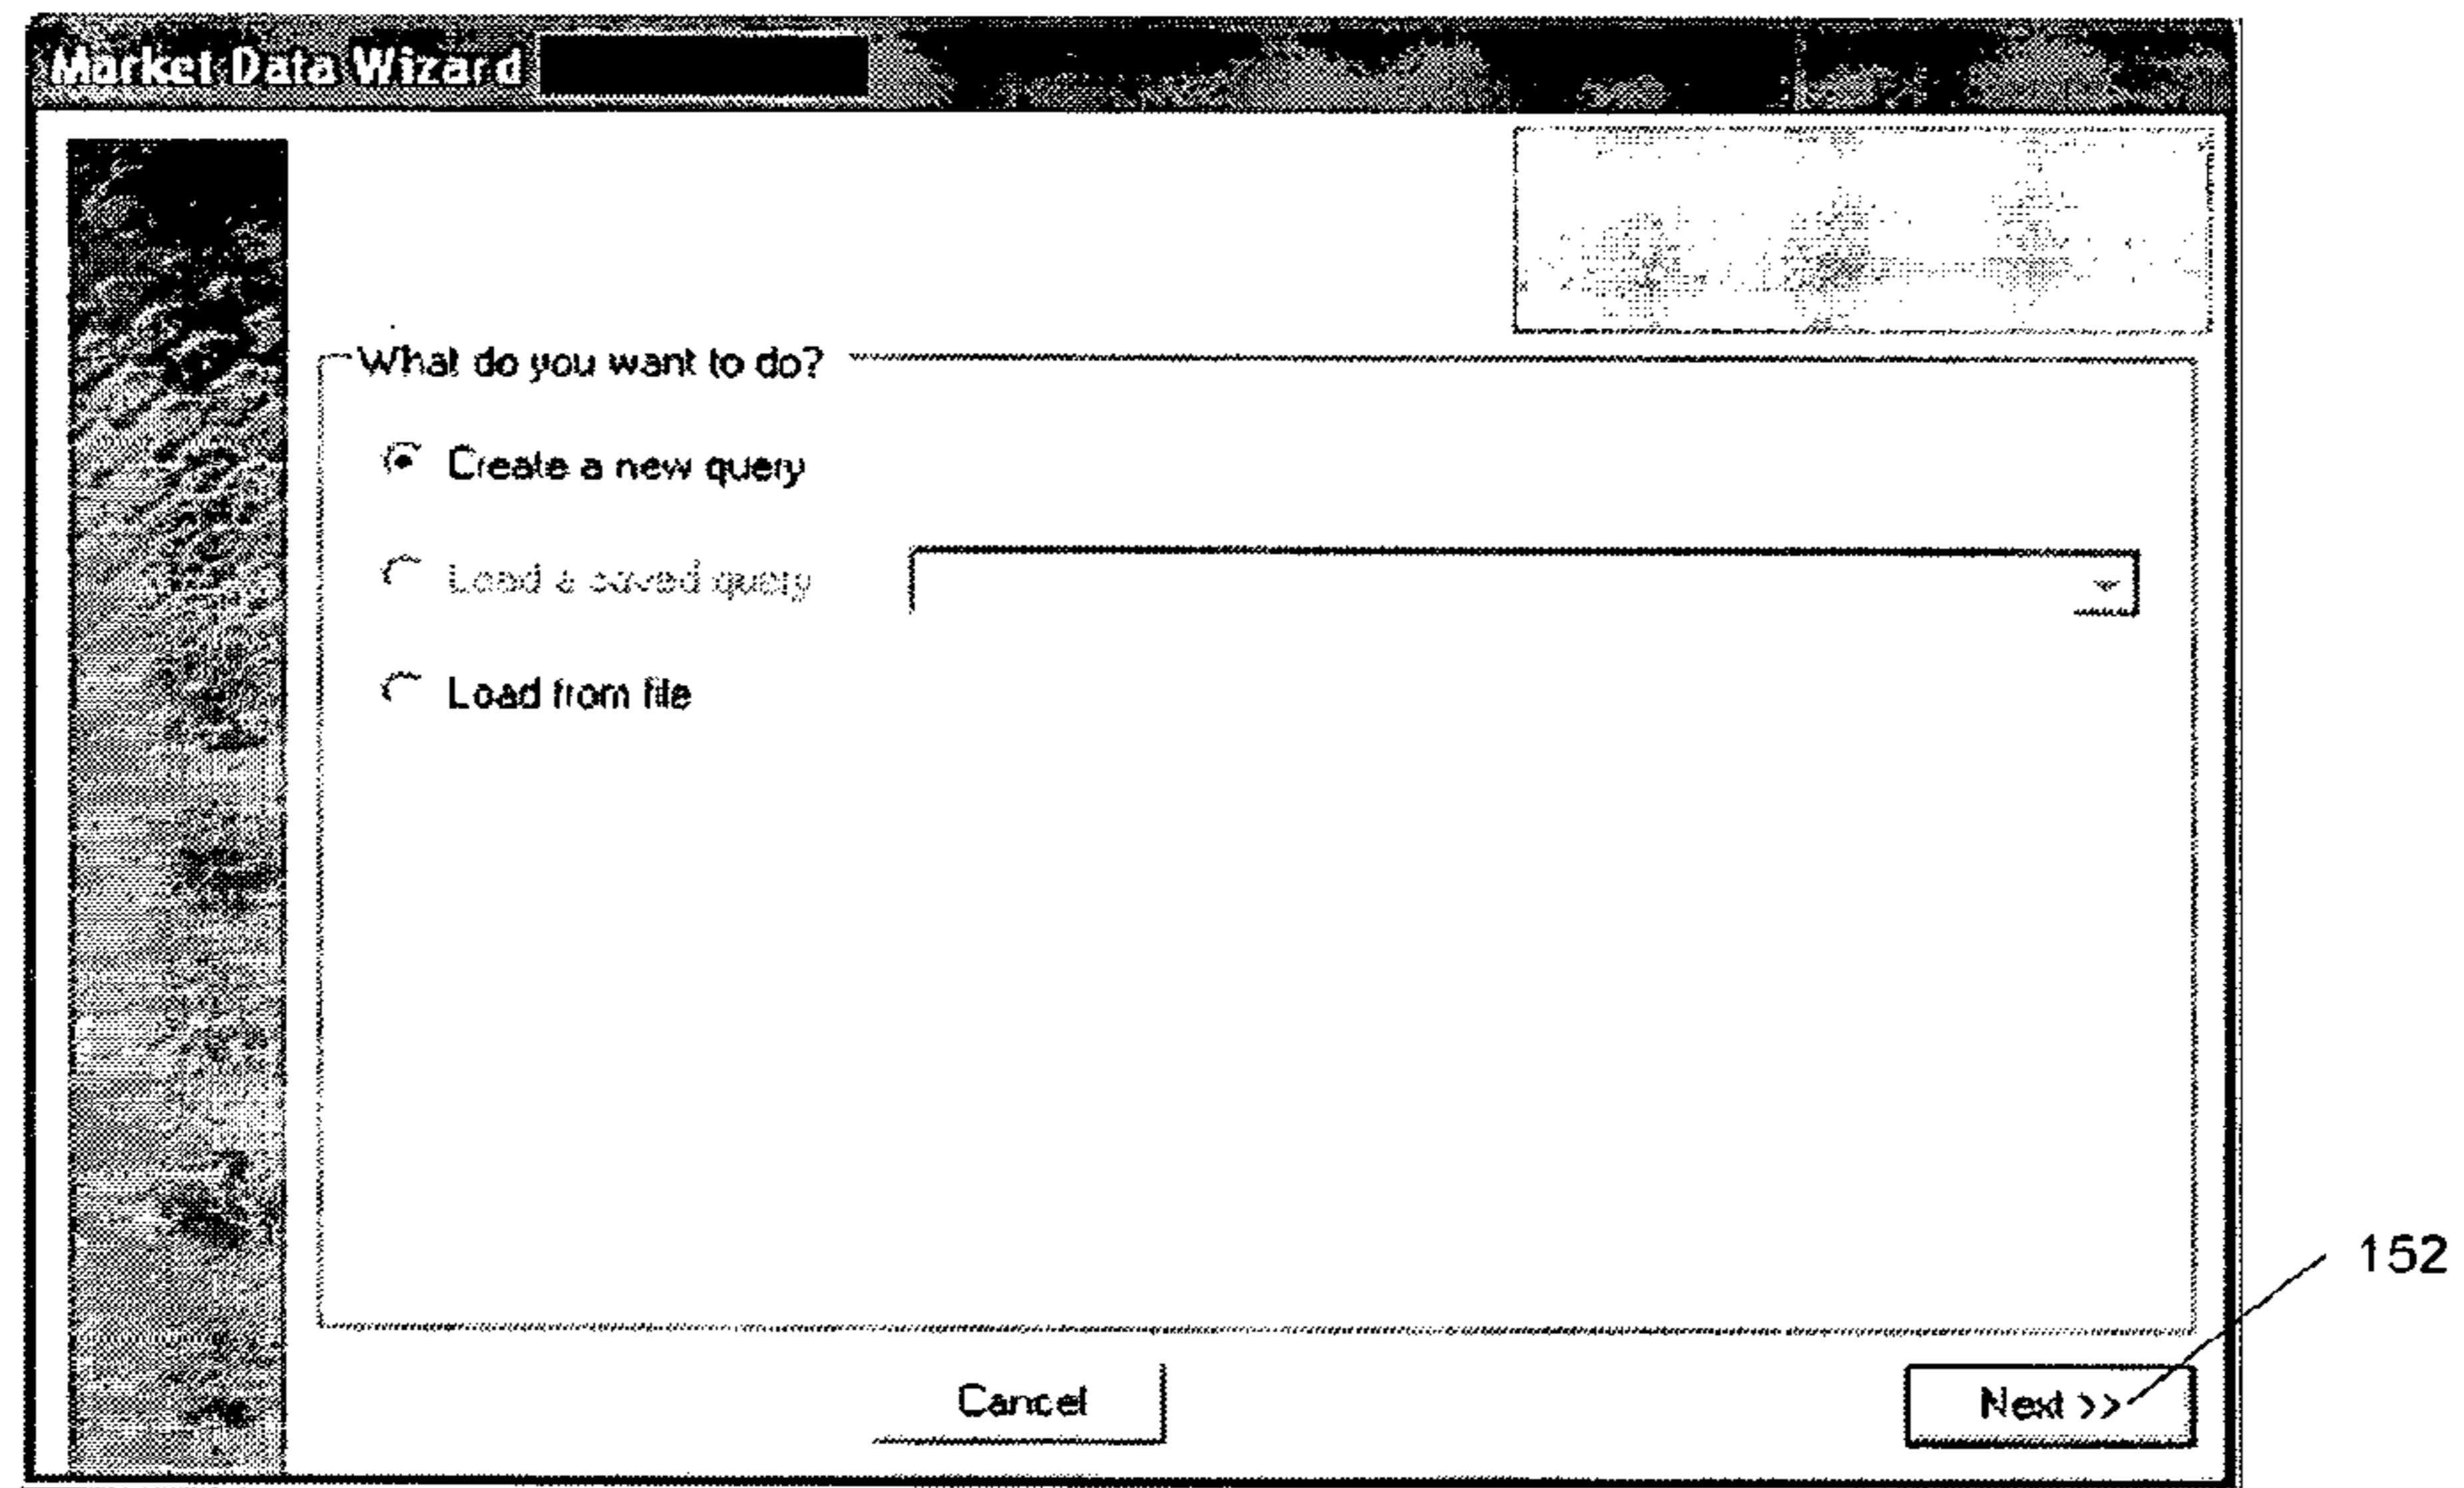 Market Data Wizard
What do you want to do?
Create a new query
Load a saved query
Load from file
152
Cancel
Next >>